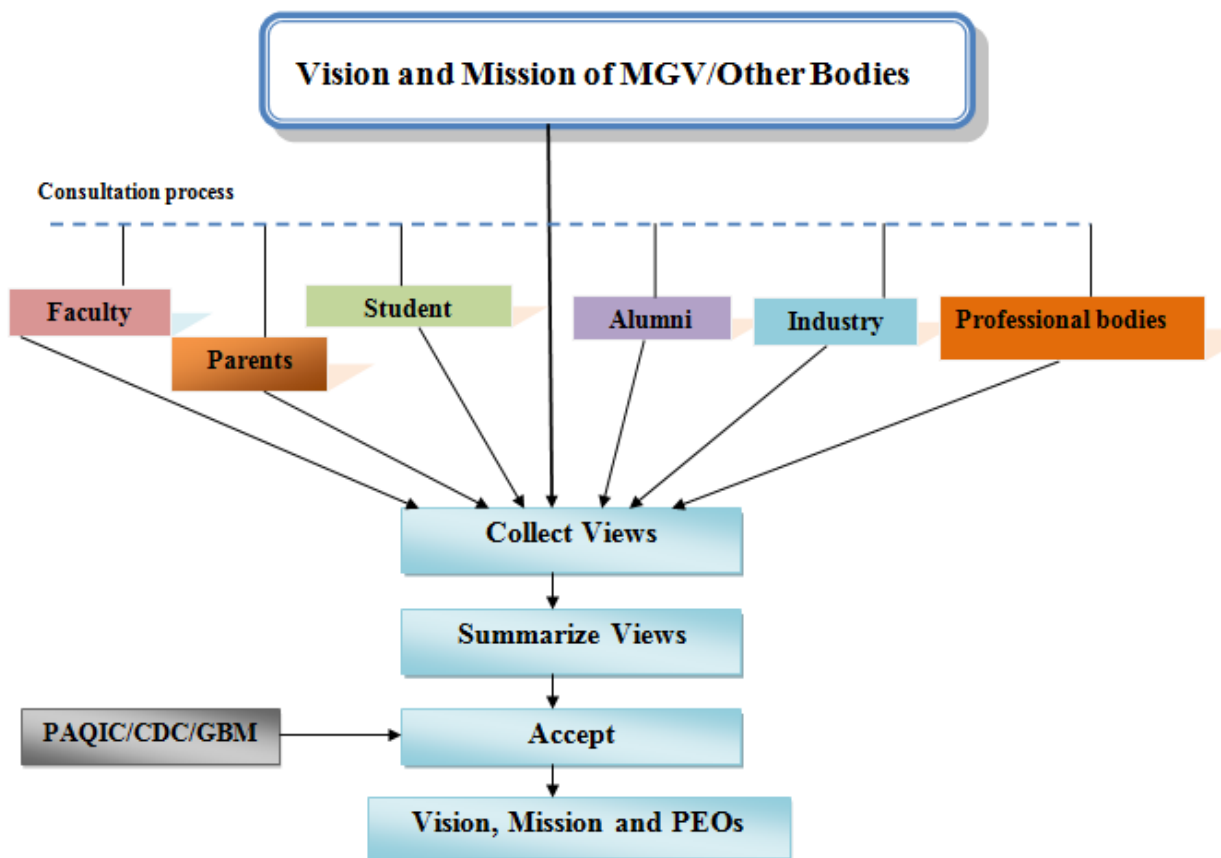 Vision and Mission of MGV/Other Bodies
Consultation process
Faculty
Parents
Student
Alumni
Industry
Professional bodies
Collect Views
Summarize Views
PAQIC/CDC/GBM
Accept
Vision, Mission and PEOs